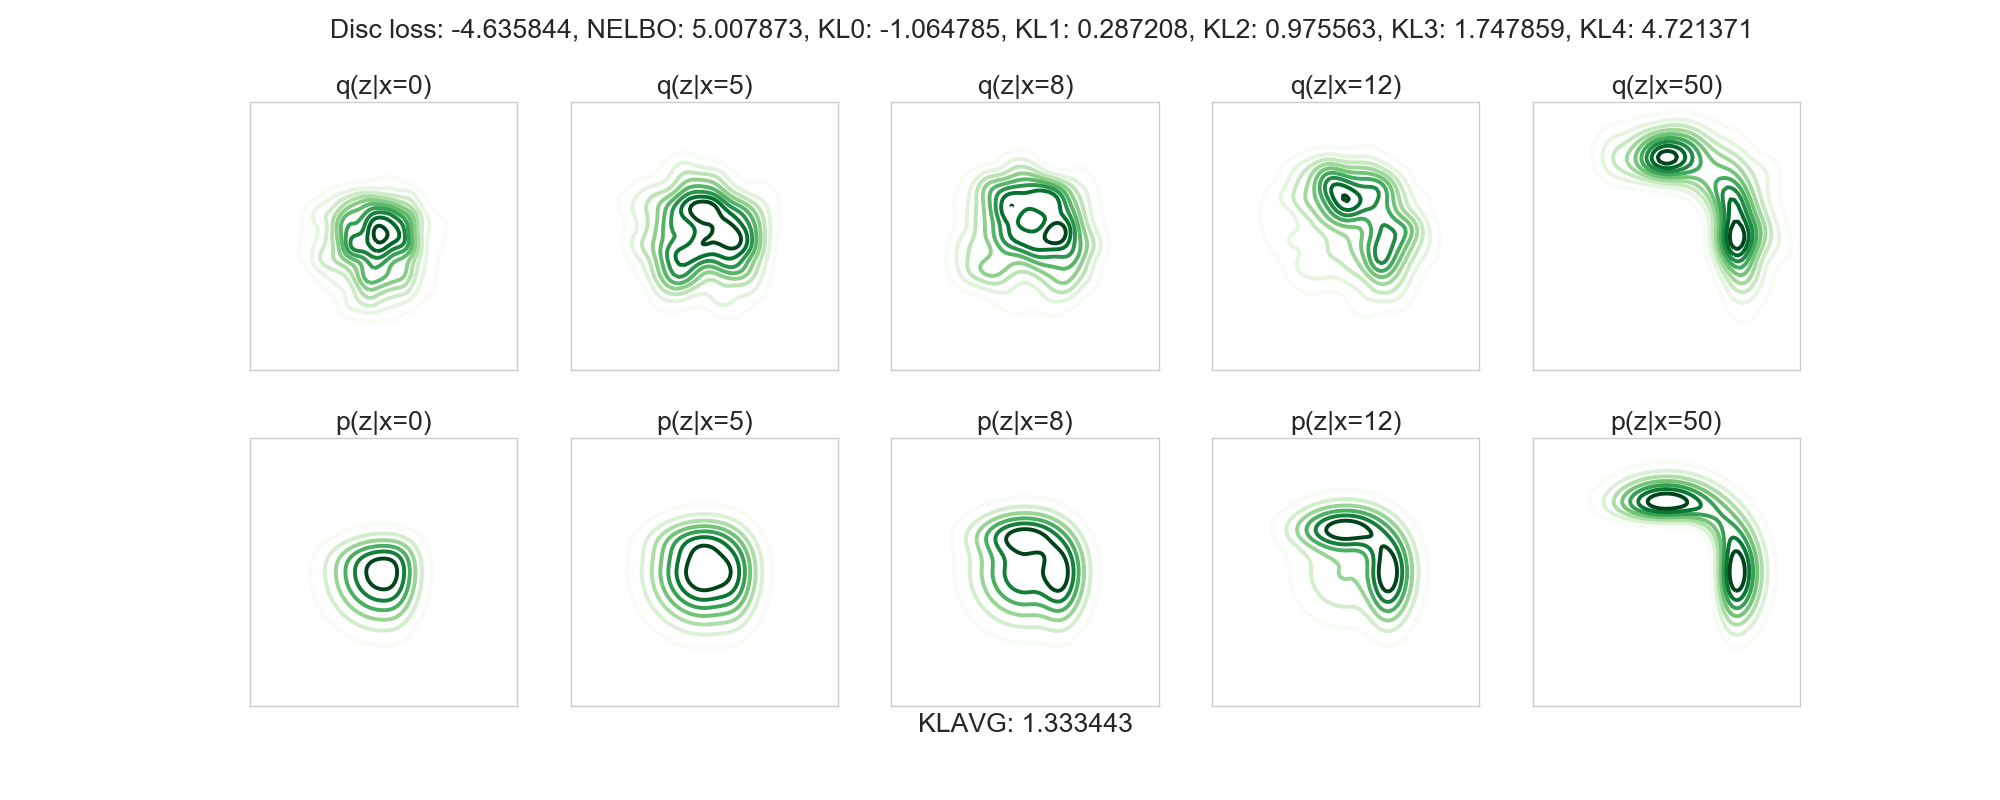 Disc loss: -4.635844, NELBO: 5.007873, KL0: -1.064785, KL1: 0.287208, KL2: 0.975563, KL3: 1.747859, KL4: 4.721371
q(z|x=0) q(z|x=5) q(z|x=8) q(z|x=12) q(z|x=50)
p(z|x=0) p(z|x=5) p(z|x=8) p(z|x=12) p(z|x=50)
KLAVG: 1.333443